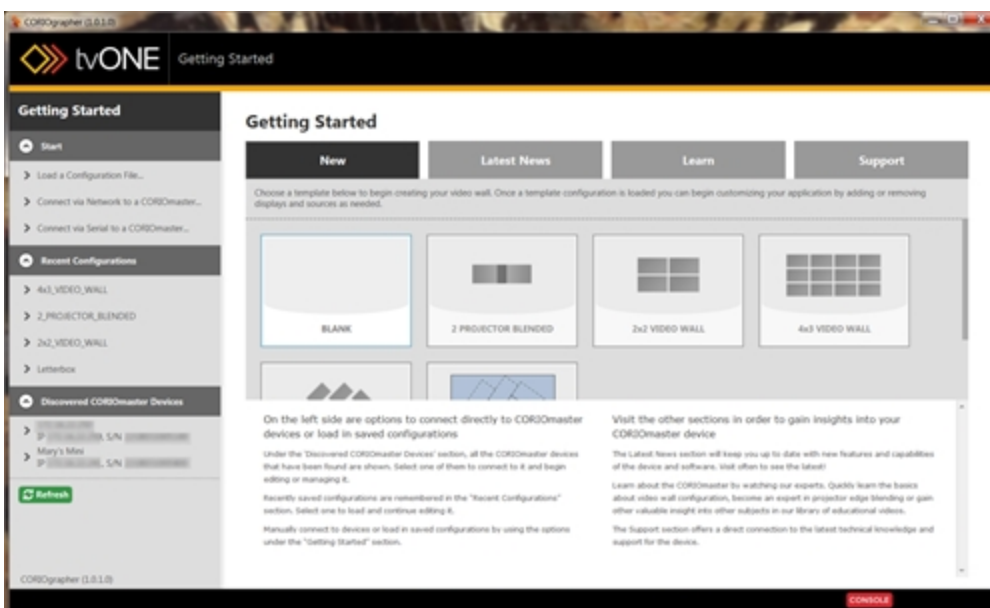 CORIOgrapher (1.0.1.0)
tvONE
Getting Started
Getting Started
Start
Load a Configuration File...
Connect via Network to a CORIOmaster...
Connect via Serial to a CORIOmaster...
Recent Configurations
4x3_VIDEO_WALL
2_PROJECTOR_BLENDED
2x2_VIDEO_WALL
Letterbox
Discovered CORIOmaster Devices
IP , S/N
Mary's Mini
IP , S/N
Refresh
CORIOgrapher (1.0.1.0)
Getting Started
New
Latest News
Learn
Support
Choose a template below to begin creating your video wall. Once a template configuration is loaded you can begin customizing your application by adding or removing
displays and sources as needed.
BLANK
2 PROJECTOR BLENDED
2x2 VIDEO WALL
4x3 VIDEO WALL
On the left side are options to connect directly to CORIOmaster
devices or load in saved configurations
Under the 'Discovered CORIOmaster Devices' section, all the CORIOmaster devices
that have been found are shown. Select one of them to connect to it and begin
editing or managing it.
Recently saved configurations are remembered in the "Recent Configurations"
section. Select one to load and continue editing it.
Manually connect to devices or load in saved configurations by using the options
under the "Getting Started" section.
Visit the other sections in order to gain insights into your
CORIOmaster device
The Latest News section will keep you up to date with new features and capabilities
of the device and software. Visit often to see the latest!
Learn about the CORIOmaster by watching our experts. Quickly learn the basics
about video wall configuration, become an expert in projector edge blending or gain
other valuable insight into other subjects in our library of educational videos.
The Support section offers a direct connection to the latest technical knowledge and
support for the device.
CONSOLE